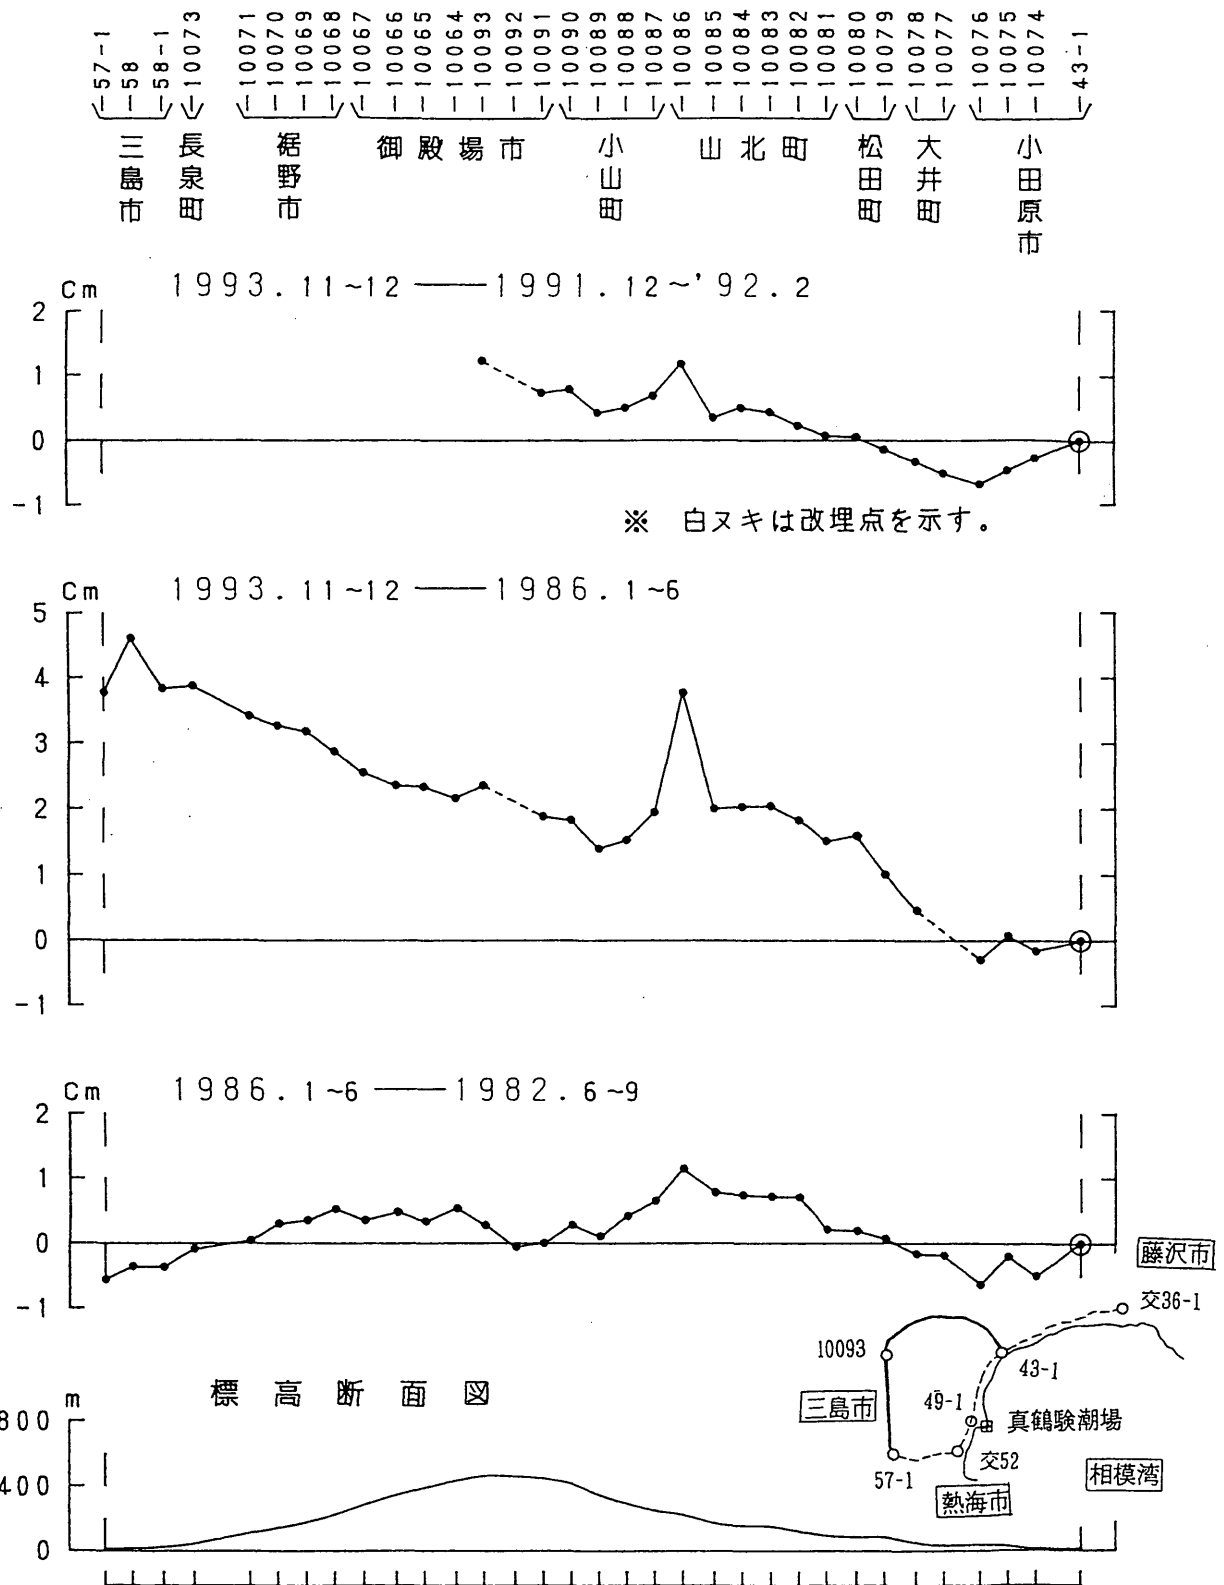 57-1 58 58-1 10073 10071 10070 10069 10068 10067 10066 10065 10064 10093 10092 10091 10090 10089 10088 10087 10086 10085 10084 10083 10082 10081 10080 10079 10078 10077 10076 10075 10074 43-1
三島市 長泉町 裾野市 御殿場市 小山町 山北町 松田町 大井町 小田原市
Cm 1993.11~12 —— 1991.12~'92.2
2
1
0
-1
※ 白ヌキは改埋点を示す。
Cm 1993.11~12 —— 1986.1~6
5
4
3
2
1
0
-1
Cm 1986.1~6 —— 1982.6~9
2
1
0
-1
藤沢市
交36-1
10093
43-1
三島市
49-1
真鶴験潮場
交52
57-1
熱海市
相模湾
m 標高断面図
800
400
0